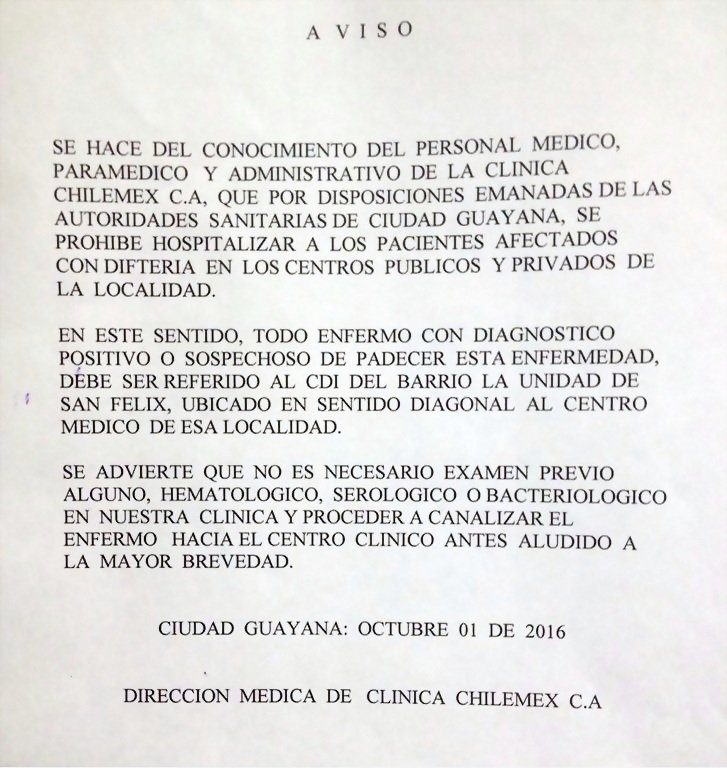 A V I S O
SE HACE DEL CONOCIMIENTO DEL PERSONAL MEDICO,
PARAMEDICO Y ADMINISTRATIVO DE LA CLINICA
CHILEMEX C.A, QUE POR DISPOSICIONES EMANADAS DE LAS
AUTORIDADES SANITARIAS DE CIUDAD GUAYANA, SE
PROHIBE HOSPITALIZAR A LOS PACIENTES AFECTADOS
CON DIFTERIA EN LOS CENTROS PUBLICOS Y PRIVADOS DE
LA LOCALIDAD.
EN ESTE SENTIDO, TODO ENFERMO CON DIAGNOSTICO
POSITIVO O SOSPECHOSO DE PADECER ESTA ENFERMEDAD,
DEBE SER REFERIDO AL CDI DEL BARRIO LA UNIDAD DE
SAN FELIX, UBICADO EN SENTIDO DIAGONAL AL CENTRO
MEDICO DE ESA LOCALIDAD.
SE ADVIERTE QUE NO ES NECESARIO EXAMEN PREVIO
ALGUNO, HEMATOLOGICO, SEROLOGICO O BACTERIOLOGICO
EN NUESTRA CLINICA Y PROCEDER A CANALIZAR EL
ENFERMO HACIA EL CENTRO CLINICO ANTES ALUDIDO A
LA MAYOR BREVEDAD.
CIUDAD GUAYANA: OCTUBRE 01 DE 2016
DIRECCION MEDICA DE CLINICA CHILEMEX C.A